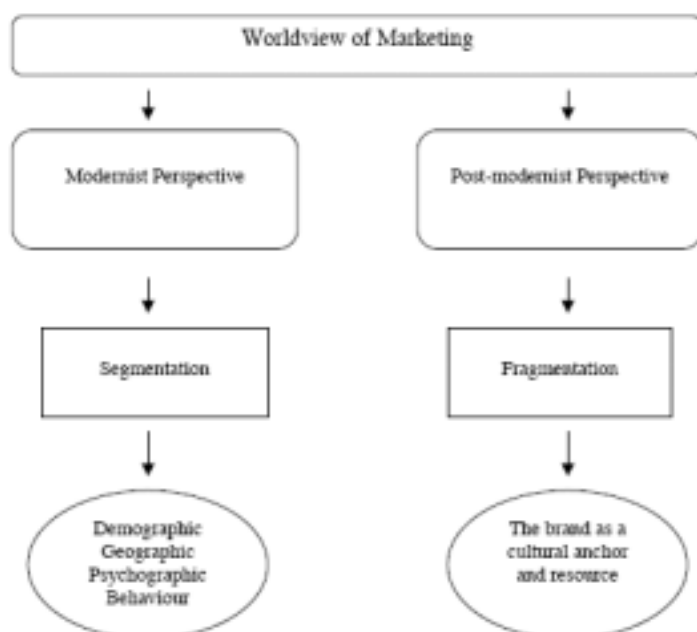 Worldview of Marketing
Modernist Perspective
Post-modernist Perspective
Segmentation
Fragmentation
Demographic
Geographic
Psychographic
Behaviour
The brand as a
cultural anchor
and resource